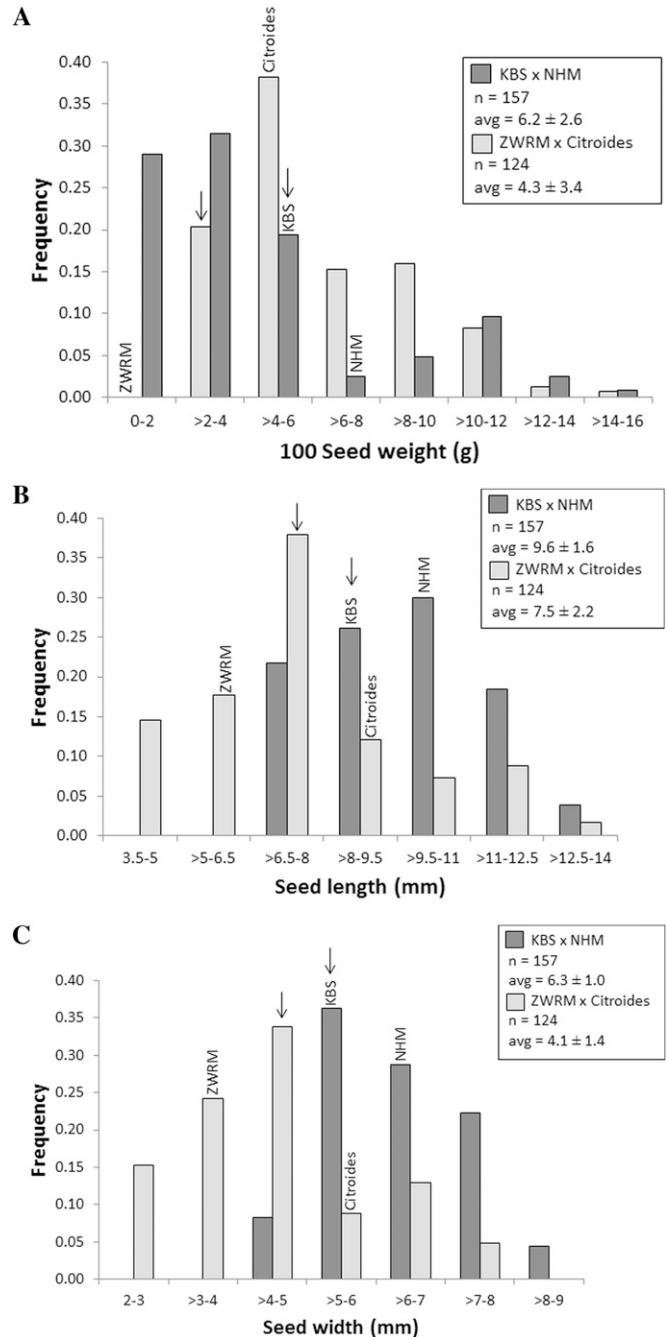 A
Frequency
0.40
0.35
0.30
0.25
0.20
0.15
0.10
0.05
0.00
ZWRM
Citroides
KBS
NHM
KBS x NHM
n = 157
avg = 6.2 ± 2.6
ZWRM x Citroides
n = 124
avg = 4.3 ± 3.4
0-2 >2-4 >4-6 >6-8 >8-10 >10-12 >12-14 >14-16
100 Seed weight (g)
B
Frequency
0.40
0.35
0.30
0.25
0.20
0.15
0.10
0.05
0.00
ZWRM
KBS
Citroides
NHM
KBS x NHM
n = 157
avg = 9.6 ± 1.6
ZWRM x Citroides
n = 124
avg = 7.5 ± 2.2
3.5-5 >5-6.5 >6.5-8 >8-9.5 >9.5-11 >11-12.5 >12.5-14
Seed length (mm)
C
Frequency
0.40
0.35
0.30
0.25
0.20
0.15
0.10
0.05
0.00
ZWRM
KBS
Citroides
NHM
KBS x NHM
n = 157
avg = 6.3 ± 1.0
ZWRM x Citroides
n = 124
avg = 4.1 ± 1.4
2-3 >3-4 >4-5 >5-6 >6-7 >7-8 >8-9
Seed width (mm)